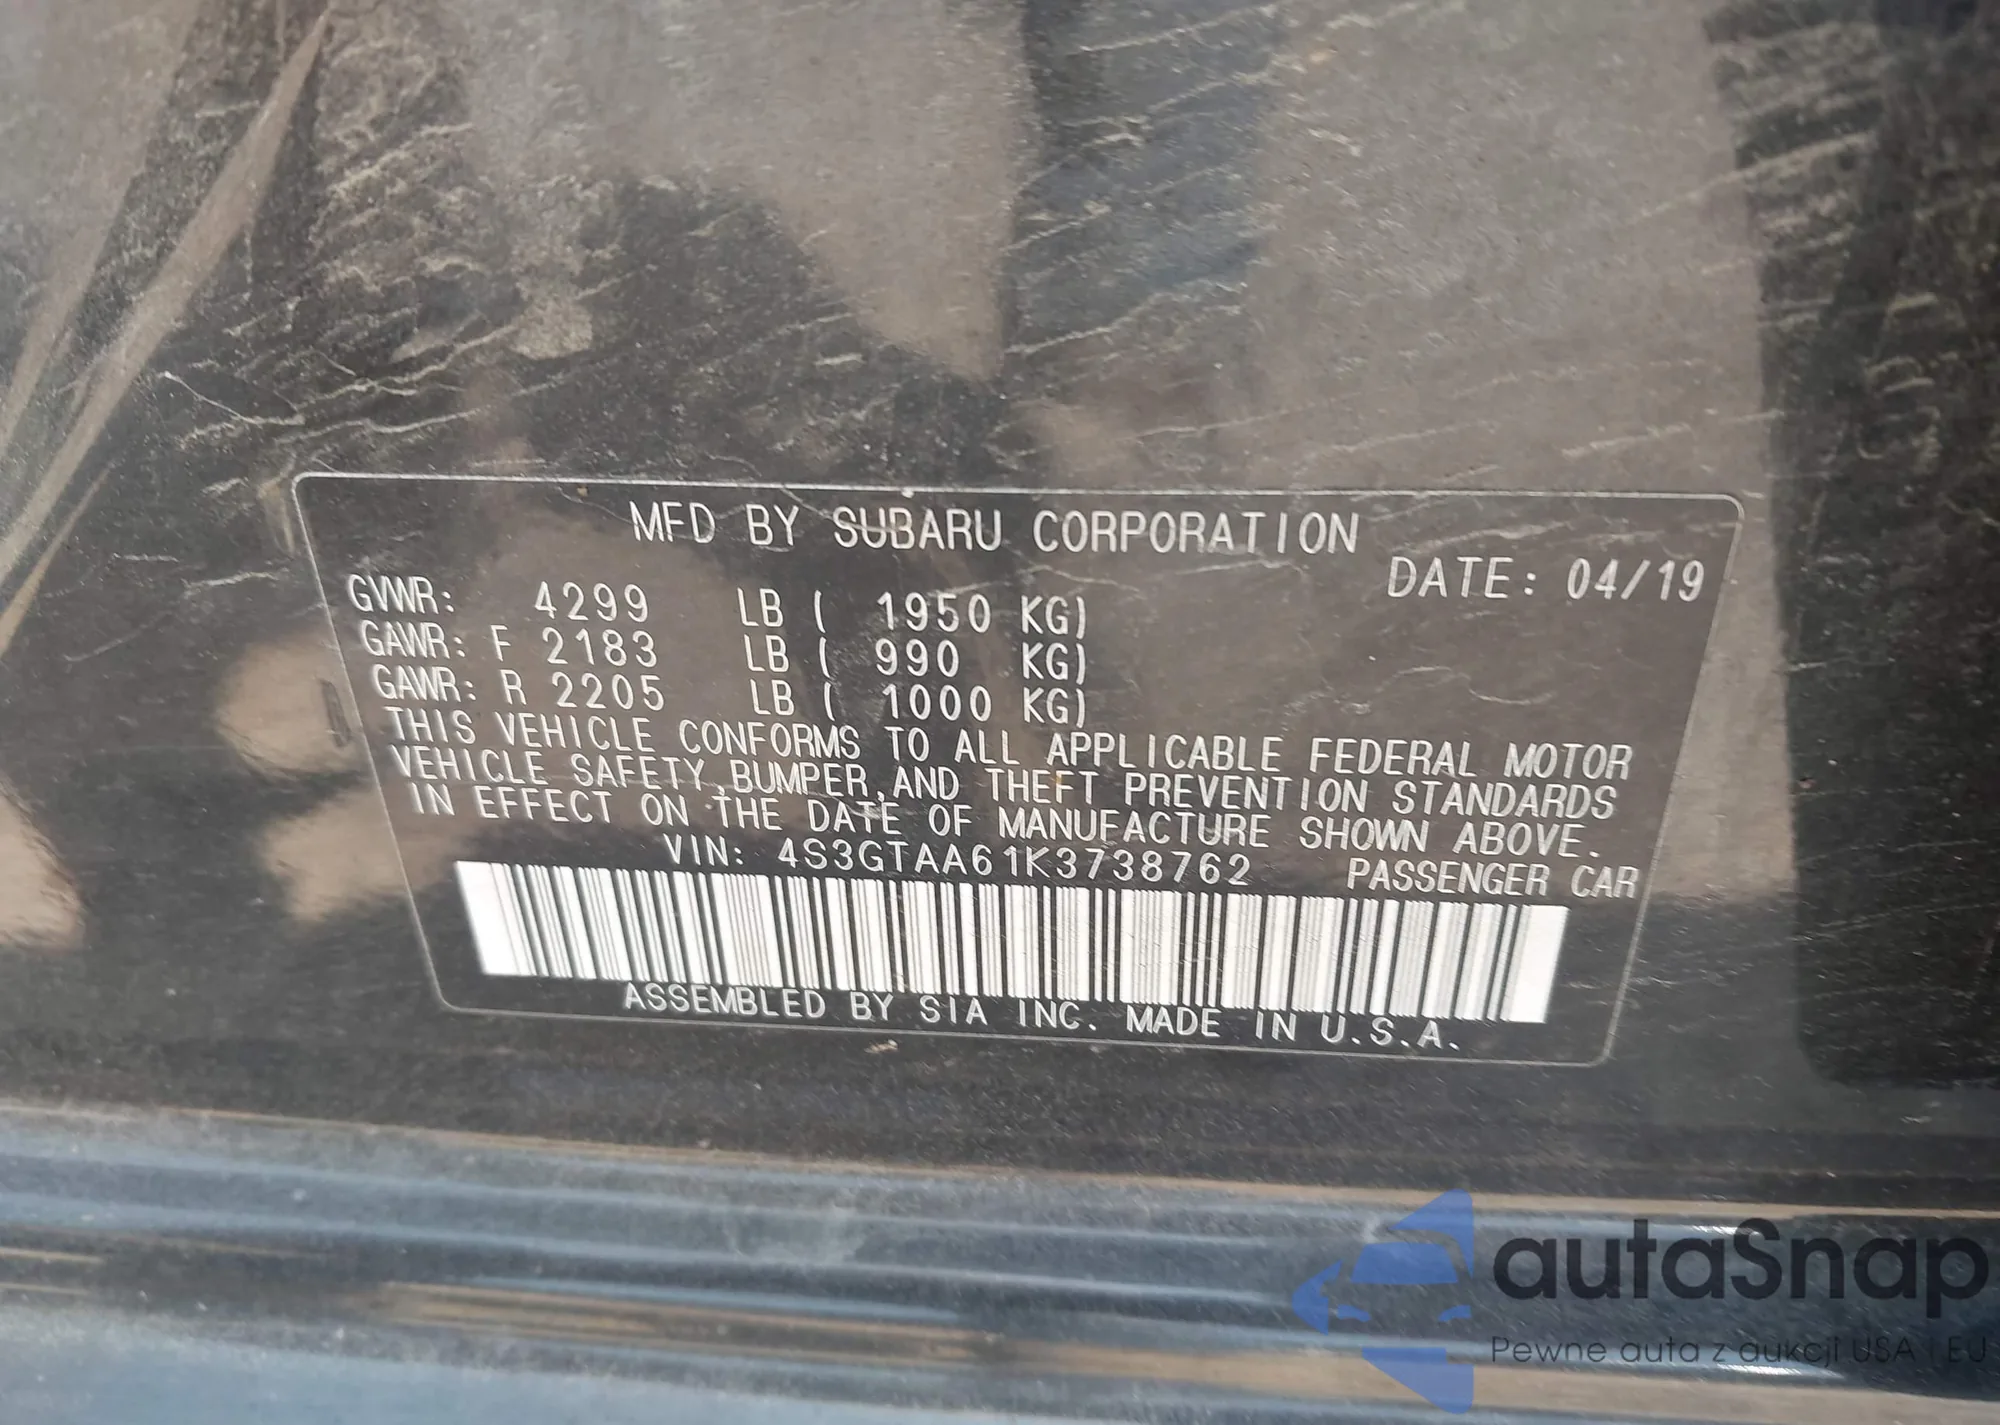 MFD BY SUBARU CORPORATION
DATE: 04/19
GVWR: 4299 LB ( 1950 KG)
GAWR: F 2183 LB ( 990 KG)
GAWR: R 2205 LB ( 1000 KG)
THIS VEHICLE CONFORMS TO ALL APPLICABLE FEDERAL MOTOR
VEHICLE SAFETY,BUMPER,AND THEFT PREVENTION STANDARDS
IN EFFECT ON THE DATE OF MANUFACTURE SHOWN ABOVE.
VIN: 4S3GTAA61K3738762 PASSENGER CAR
ASSEMBLED BY SIA INC. MADE IN U.S.A.
autaSnap
Pewne auta z aukcji USA i EU